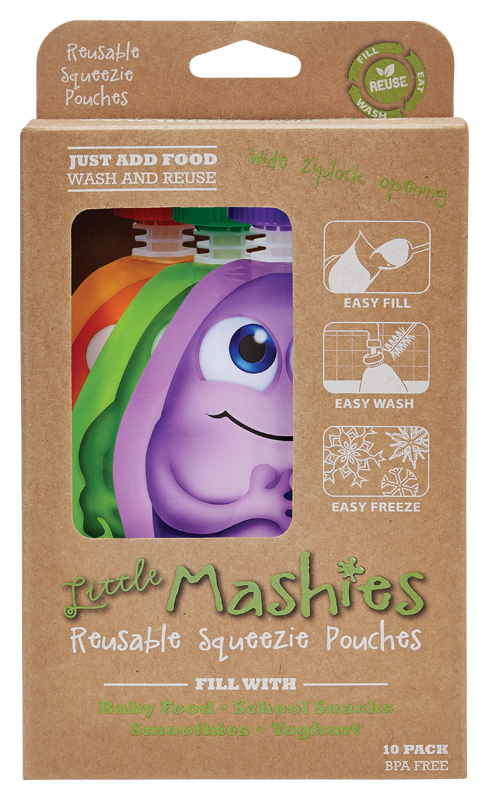 Reusable
Squeezie
Pouches
FILL
EAT
WASH
REUSE
JUST ADD FOOD
WASH AND REUSE
Wide Ziplock opening
EASY FILL
EASY WASH
EASY FREEZE
Little Mashies
Reusable Squeezie Pouches
FILL WITH
Baby Food • School Snacks
Smoothies • Yoghurt
10 PACK
BPA FREE